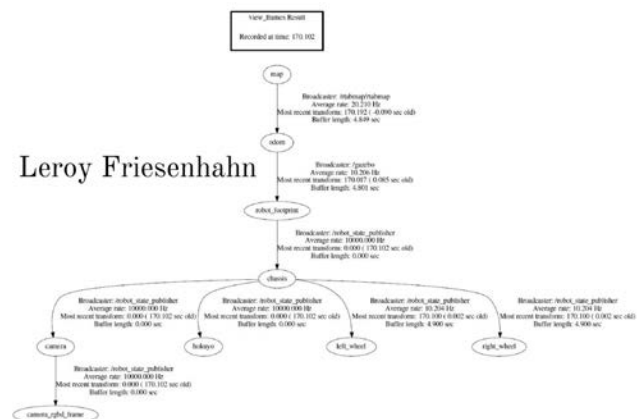 view_frames Result
Recorded at time: 170.102
map
Broadcaster: /rtabmap/rtabmap
Average rate: 20.210 Hz
Most recent transform: 170.192 ( -0.090 sec old)
Buffer length: 4.849 sec
odom
Leroy Friesenhahn
Broadcaster: /gazebo
Average rate: 10.206 Hz
Most recent transform: 170.017 ( 0.085 sec old)
Buffer length: 4.801 sec
robot_footprint
Broadcaster: /robot_state_publisher
Average rate: 10000.000 Hz
Most recent transform: 0.000 ( 170.102 sec old)
Buffer length: 0.000 sec
chassis
Broadcaster: /robot_state_publisher
Average rate: 10000.000 Hz
Most recent transform: 0.000 ( 170.102 sec old)
Buffer length: 0.000 sec
Broadcaster: /robot_state_publisher
Average rate: 10000.000 Hz
Most recent transform: 0.000 ( 170.102 sec old)
Buffer length: 0.000 sec
Broadcaster: /robot_state_publisher
Average rate: 10.204 Hz
Most recent transform: 170.100 ( 0.002 sec old)
Buffer length: 4.900 sec
Broadcaster: /robot_state_publisher
Average rate: 10.204 Hz
Most recent transform: 170.100 ( 0.002 sec old)
Buffer length: 4.900 sec
camera
hokuyo
left_wheel
right_wheel
Broadcaster: /robot_state_publisher
Average rate: 10000.000 Hz
Most recent transform: 0.000 ( 170.102 sec old)
Buffer length: 0.000 sec
camera_rgbd_frame